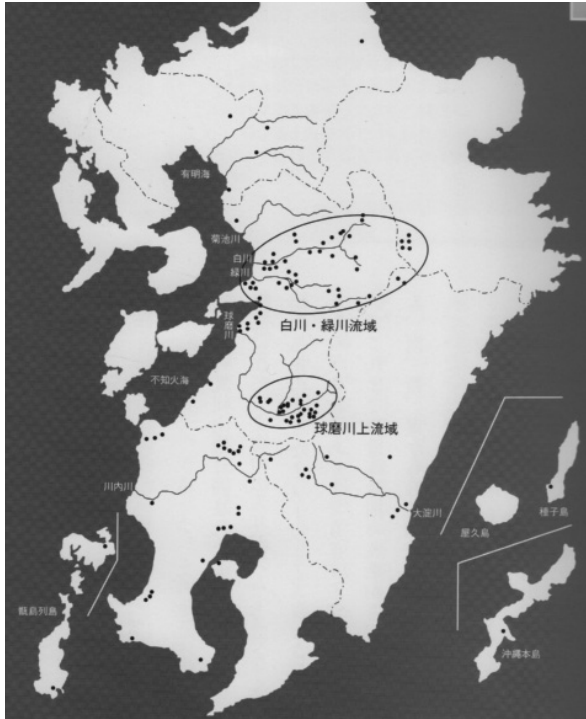 有明海
菊池川
白川
緑川
白川・緑川流域
球磨川
不知火海
球磨川上流域
川内川
大淀川
種子島
屋久島
甑島列島
沖縄本島